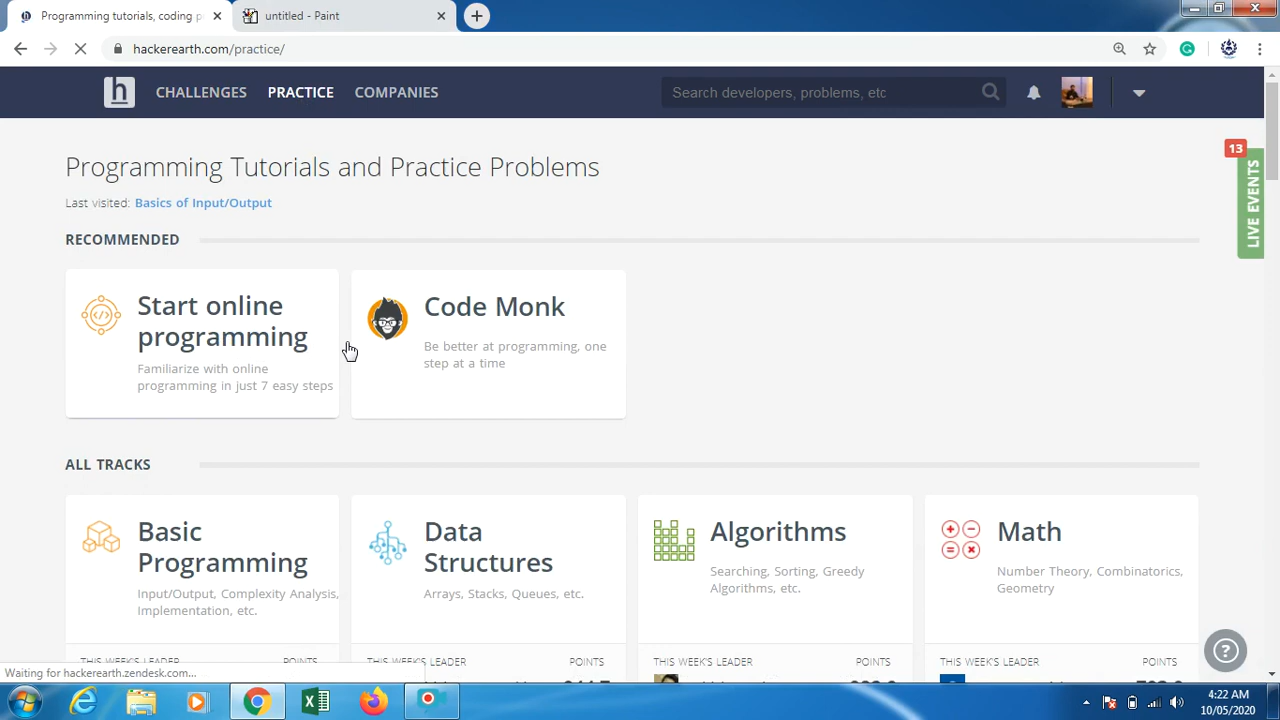 Programming tutorials, coding p
untitled - Paint
hackerearth.com/practice/
h
CHALLENGES
PRACTICE
COMPANIES
Search developers, problems, etc
13
LIVE EVENTS
Programming Tutorials and Practice Problems
Last visited: Basics of Input/Output
RECOMMENDED
Start online
programming
Familiarize with online
programming in just 7 easy steps
Code Monk
Be better at programming, one
step at a time
ALL TRACKS
Basic
Programming
Input/Output, Complexity Analysis,
Implementation, etc.
Data
Structures
Arrays, Stacks, Queues, etc.
Algorithms
Searching, Sorting, Greedy
Algorithms, etc.
Math
Number Theory, Combinatorics,
Geometry
THIS WEEK'S LEADER POINTS
THIS WEEK'S LEADER POINTS
THIS WEEK'S LEADER POINTS
THIS WEEK'S LEADER POINTS
Waiting for hackerearth.zendesk.com...
4:22 AM
10/05/2020